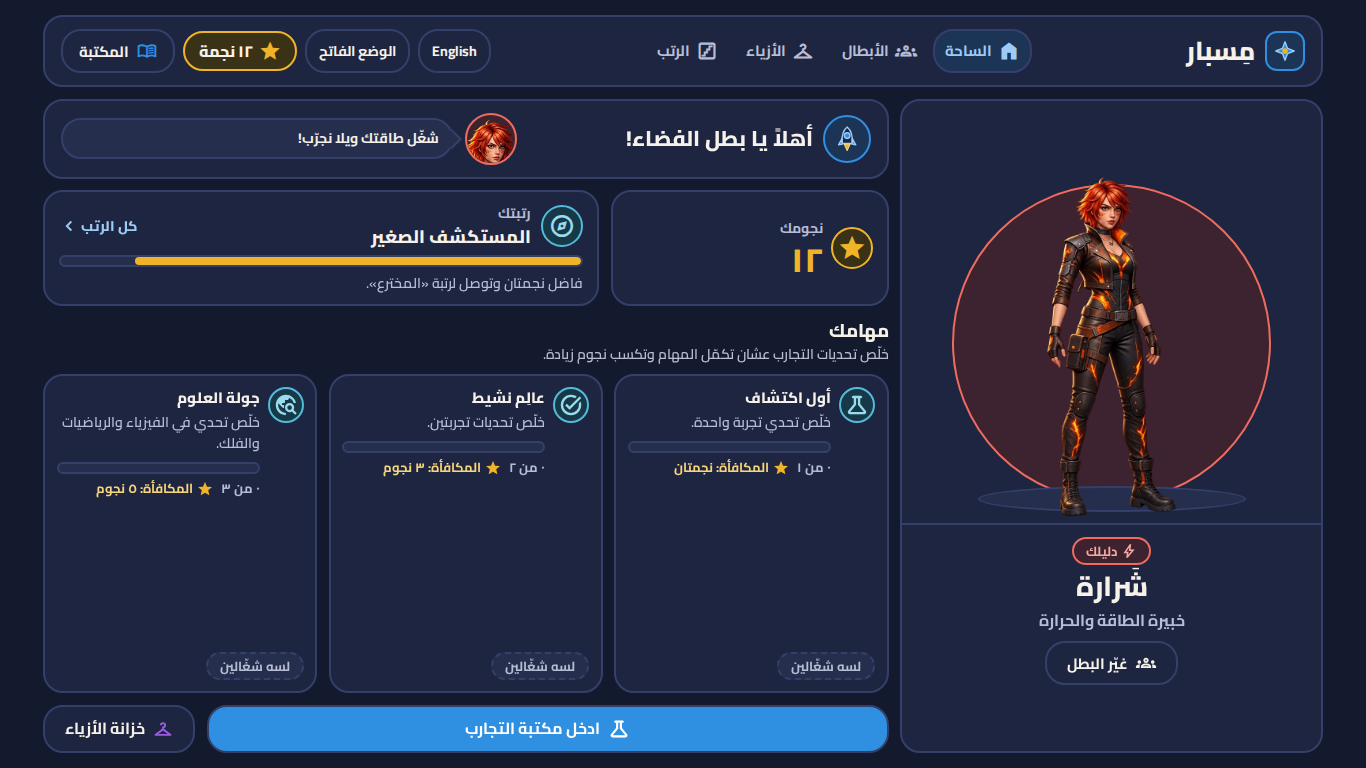 مِسبار
الساحة
الأبطال
الأزياء
الرتب
English
الوضع الفاتح
١٢ نجمة
المكتبة
أهلاً يا بطل الفضاء!
شغّل طاقتك ويلا نجرّب!
نجومك
١٢
رتبتك
المستكشف الصغير
كل الرتب
فاضل نجمتان وتوصل لرتبة «المخترع».
مهامك
خلّص تحديات التجارب عشان تكمّل المهام وتكسب نجوم زيادة.
أول اكتشاف
خلّص تحدي تجربة واحدة.
٠ من ١
المكافأة: نجمتان
لسه شغّالين
عالِم نشيط
خلّص تحديات تجربتين.
٠ من ٢
المكافأة: ٣ نجوم
لسه شغّالين
جولة العلوم
خلّص تحدي في الفيزياء والرياضيات
والفلك.
٠ من ٣
المكافأة: ٥ نجوم
لسه شغّالين
دليلك
شَرارة
خبيرة الطاقة والحرارة
غيّر البطل
ادخل مكتبة التجارب
خزانة الأزياء